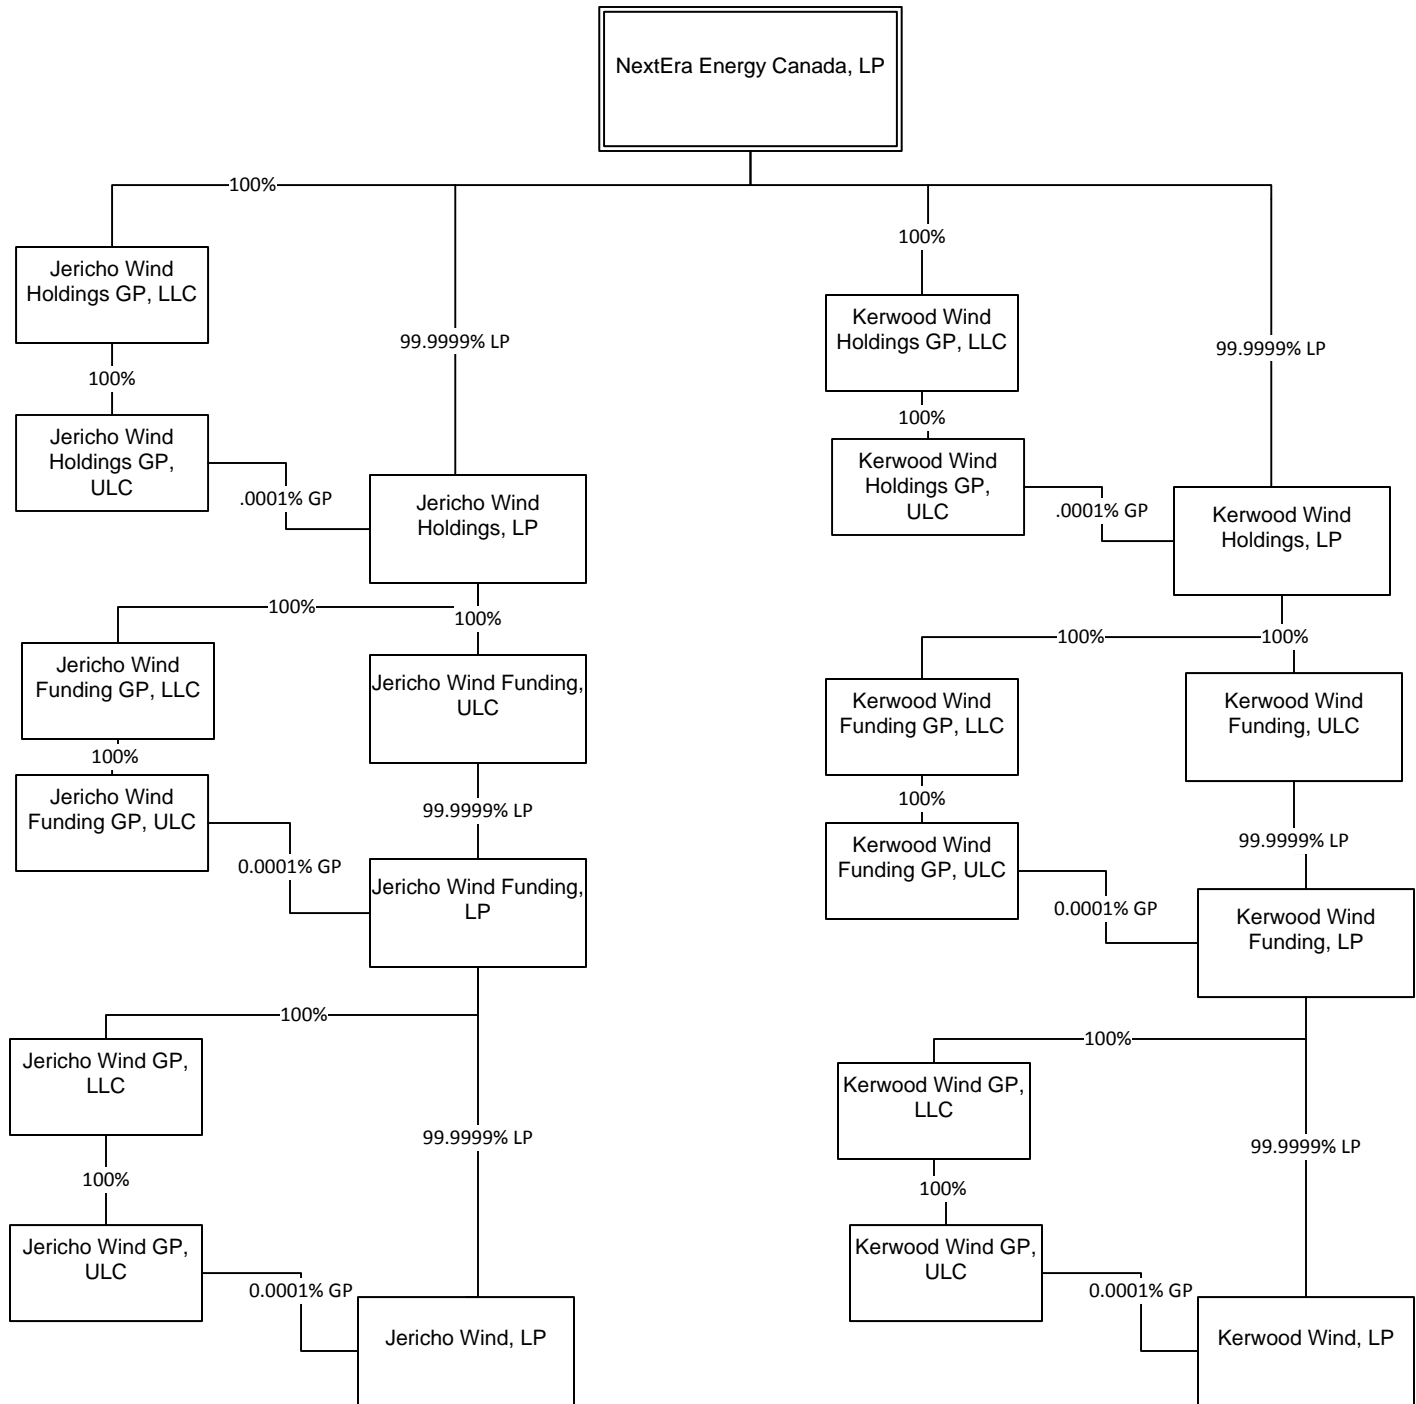 NextEra Energy Canada, LP
100%
100%
Jericho Wind
Holdings GP, LLC
Kerwood Wind
Holdings GP, LLC
99.9999% LP
99.9999% LP
100%
100%
Jericho Wind
Holdings GP,
ULC
Kerwood Wind
Holdings GP,
ULC
.0001% GP
Jericho Wind
Holdings, LP
.0001% GP
Kerwood Wind
Holdings, LP
100%
100%
100%
100%
Jericho Wind
Funding GP, LLC
Jericho Wind Funding,
ULC
Kerwood Wind
Funding GP, LLC
Kerwood Wind
Funding, ULC
100%
100%
Jericho Wind
Funding GP, ULC
99.9999% LP
Kerwood Wind
Funding GP, ULC
99.9999% LP
0.0001% GP
Jericho Wind Funding,
LP
0.0001% GP
Kerwood Wind
Funding, LP
100%
100%
Jericho Wind GP,
LLC
Kerwood Wind GP,
LLC
99.9999% LP
99.9999% LP
100%
100%
Jericho Wind GP,
ULC
Kerwood Wind GP,
ULC
0.0001% GP
0.0001% GP
Jericho Wind, LP
Kerwood Wind, LP